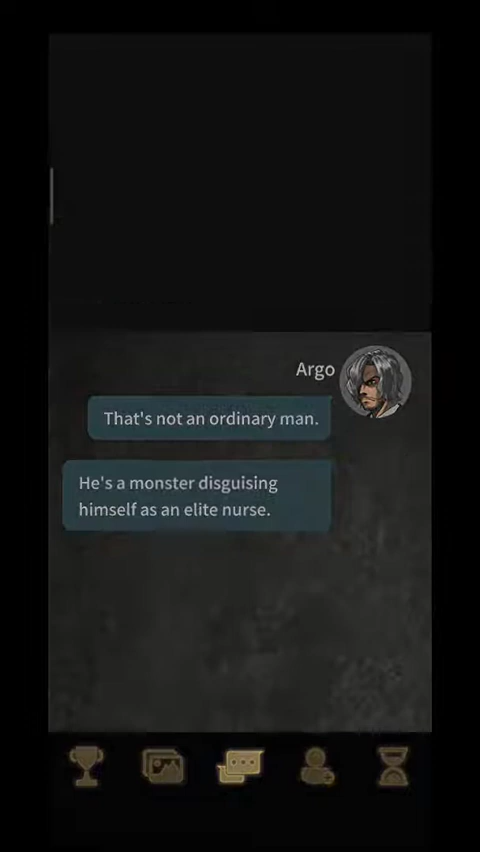 Argo
That's not an ordinary man.
He's a monster disguising
himself as an elite nurse.